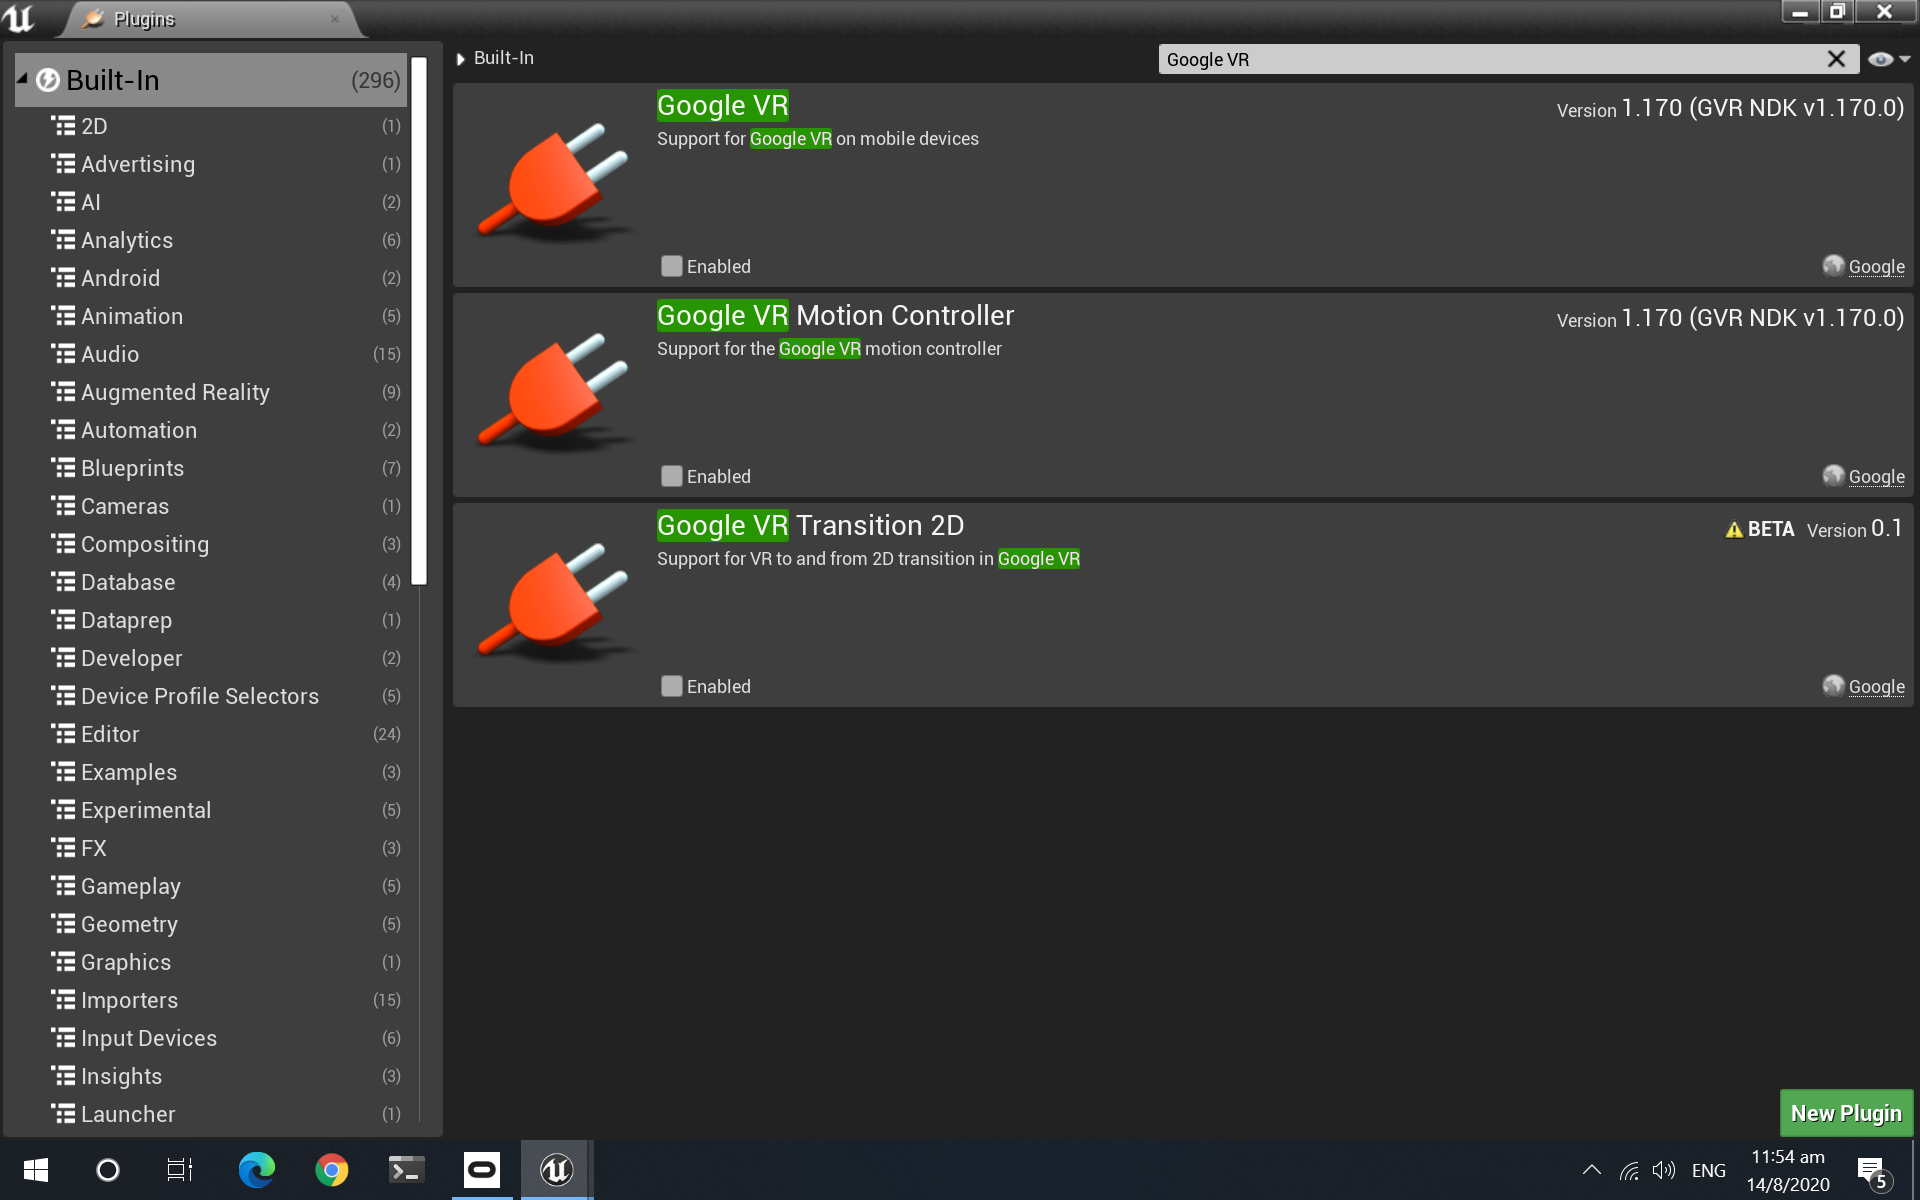 Plugins
Built-In (296)
2D (1)
Advertising (1)
AI (2)
Analytics (6)
Android (2)
Animation (5)
Audio (15)
Augmented Reality (9)
Automation (2)
Blueprints (7)
Cameras (1)
Compositing (3)
Database (4)
Dataprep (1)
Developer (2)
Device Profile Selectors (5)
Editor (24)
Examples (3)
Experimental (5)
FX (3)
Gameplay (5)
Geometry (5)
Graphics (1)
Importers (15)
Input Devices (6)
Insights (3)
Launcher (1)
Built-In
Google VR
Google VR
Version 1.170 (GVR NDK v1.170.0)
Support for Google VR on mobile devices
Enabled
Google
Google VR Motion Controller
Version 1.170 (GVR NDK v1.170.0)
Support for the Google VR motion controller
Enabled
Google
Google VR Transition 2D
BETA Version 0.1
Support for VR to and from 2D transition in Google VR
Enabled
Google
New Plugin
ENG
11:54 am
14/8/2020
5